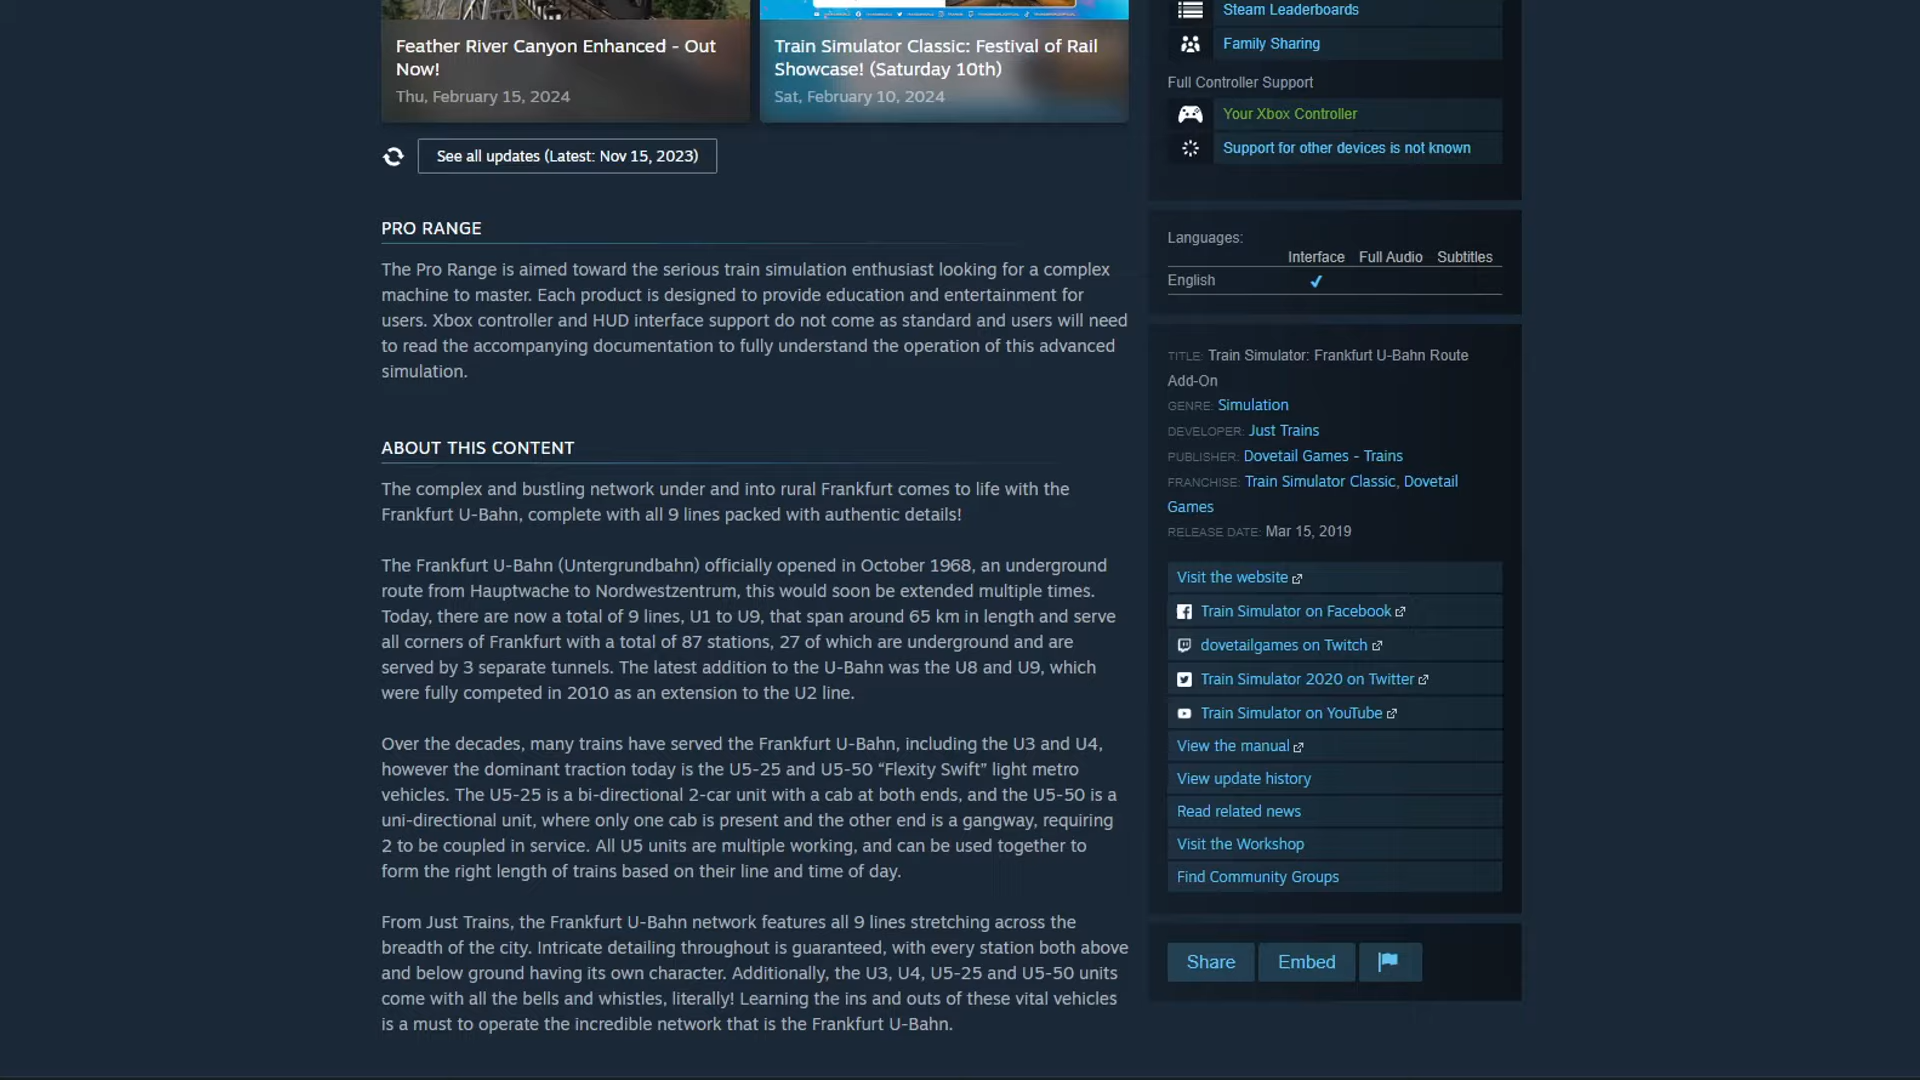 Feather River Canyon Enhanced - Out
Now!
Thu, February 15, 2024
Train Simulator Classic: Festival of Rail
Showcase! (Saturday 10th)
Sat, February 10, 2024
See all updates (Latest: Nov 15, 2023)
PRO RANGE
The Pro Range is aimed toward the serious train simulation enthusiast looking for a complex
machine to master. Each product is designed to provide education and entertainment for
users. Xbox controller and HUD interface support do not come as standard and users will need
to read the accompanying documentation to fully understand the operation of this advanced
simulation.
ABOUT THIS CONTENT
The complex and bustling network under and into rural Frankfurt comes to life with the
Frankfurt U-Bahn, complete with all 9 lines packed with authentic details!
The Frankfurt U-Bahn (Untergrundbahn) officially opened in October 1968, an underground
route from Hauptwache to Nordwestzentrum, this would soon be extended multiple times.
Today, there are now a total of 9 lines, U1 to U9, that span around 65 km in length and serve
all corners of Frankfurt with a total of 87 stations, 27 of which are underground and are
served by 3 separate tunnels. The latest addition to the U-Bahn was the U8 and U9, which
were fully competed in 2010 as an extension to the U2 line.
Over the decades, many trains have served the Frankfurt U-Bahn, including the U3 and U4,
however the dominant traction today is the U5-25 and U5-50 “Flexity Swift” light metro
vehicles. The U5-25 is a bi-directional 2-car unit with a cab at both ends, and the U5-50 is a
uni-directional unit, where only one cab is present and the other end is a gangway, requiring
2 to be coupled in service. All U5 units are multiple working, and can be used together to
form the right length of trains based on their line and time of day.
From Just Trains, the Frankfurt U-Bahn network features all 9 lines stretching across the
breadth of the city. Intricate detailing throughout is guaranteed, with every station both above
and below ground having its own character. Additionally, the U3, U4, U5-25 and U5-50 units
come with all the bells and whistles, literally! Learning the ins and outs of these vital vehicles
is a must to operate the incredible network that is the Frankfurt U-Bahn.
Steam Leaderboards
Family Sharing
Full Controller Support
Your Xbox Controller
Support for other devices is not known
Languages:
Interface Full Audio Subtitles
English ✔
TITLE: Train Simulator: Frankfurt U-Bahn Route
Add-On
GENRE: Simulation
DEVELOPER: Just Trains
PUBLISHER: Dovetail Games - Trains
FRANCHISE: Train Simulator Classic, Dovetail
Games
RELEASE DATE: Mar 15, 2019
Visit the website
Train Simulator on Facebook
dovetailgames on Twitch
Train Simulator 2020 on Twitter
Train Simulator on YouTube
View the manual
View update history
Read related news
Visit the Workshop
Find Community Groups
Share Embed